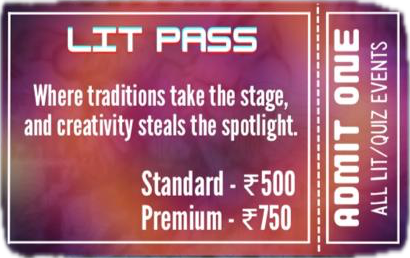 LIT PASS
Where traditions take the stage,
and creativity steals the spotlight.
Standard - ₹500
Premium - ₹750
ADMIT ONE
ALL LIT/QUIZ EVENTS